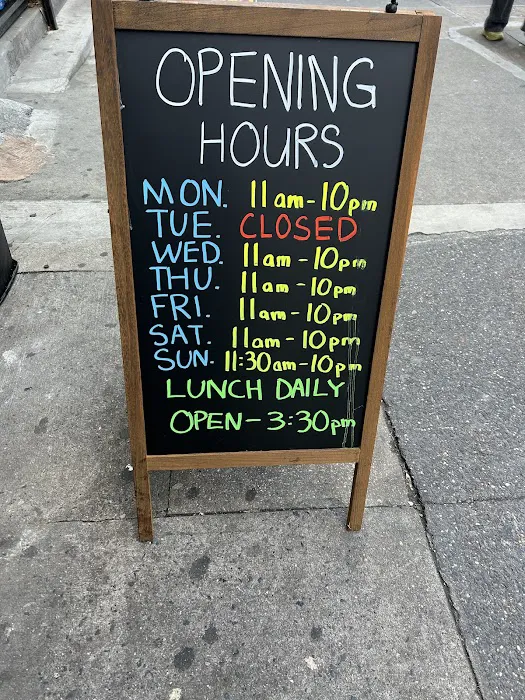 OPENING
HOURS
MON. 11am-10pm
TUE. CLOSED
WED. 11am-10pm
THU. 11am-10pm
FRI. 11am-10pm
SAT. 11am-10pm
SUN. 11:30am-10pm
LUNCH DAILY
OPEN-3:30pm